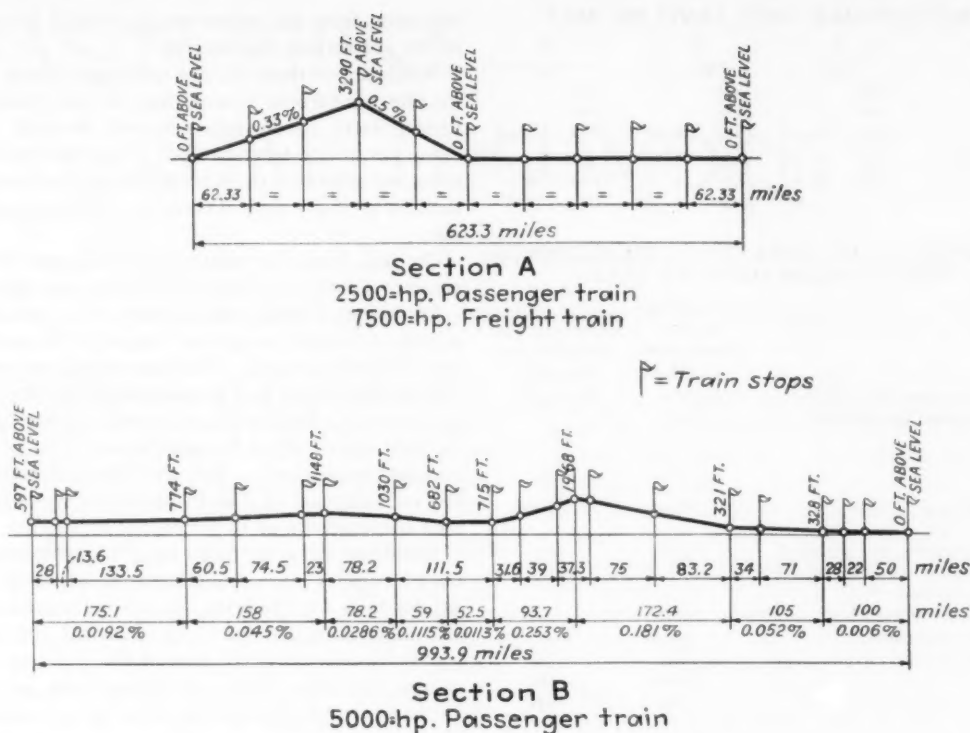 0 FT. ABOVE
SEA LEVEL
0.33%
3290 FT.
ABOVE
SEA LEVEL
0.5%
0 FT. ABOVE
SEA LEVEL
0 FT. ABOVE
SEA LEVEL
62.33 = = = = = = = = 62.33 miles
623.3 miles
Section A
2500=hp. Passenger train
7500=hp. Freight train
= Train stops
597 FT. ABOVE
SEA LEVEL
774 FT.
1148 FT.
1030 FT.
682 FT.
715 FT.
1968 FT.
321 FT.
328 FT.
0 FT. ABOVE
SEA LEVEL
28 13.6 133.5 60.5 74.5 23 78.2 111.5 31.6 39 37.3 75 83.2 34 71 28 22 50 miles
175.1 158 78.2 59 52.5 93.7 172.4 105 100 miles
0.0192% 0.045% 0.0286% 0.1115% 0.0113% 0.253% 0.181% 0.052% 0.006%
993.9 miles
Section B
5000=hp. Passenger train